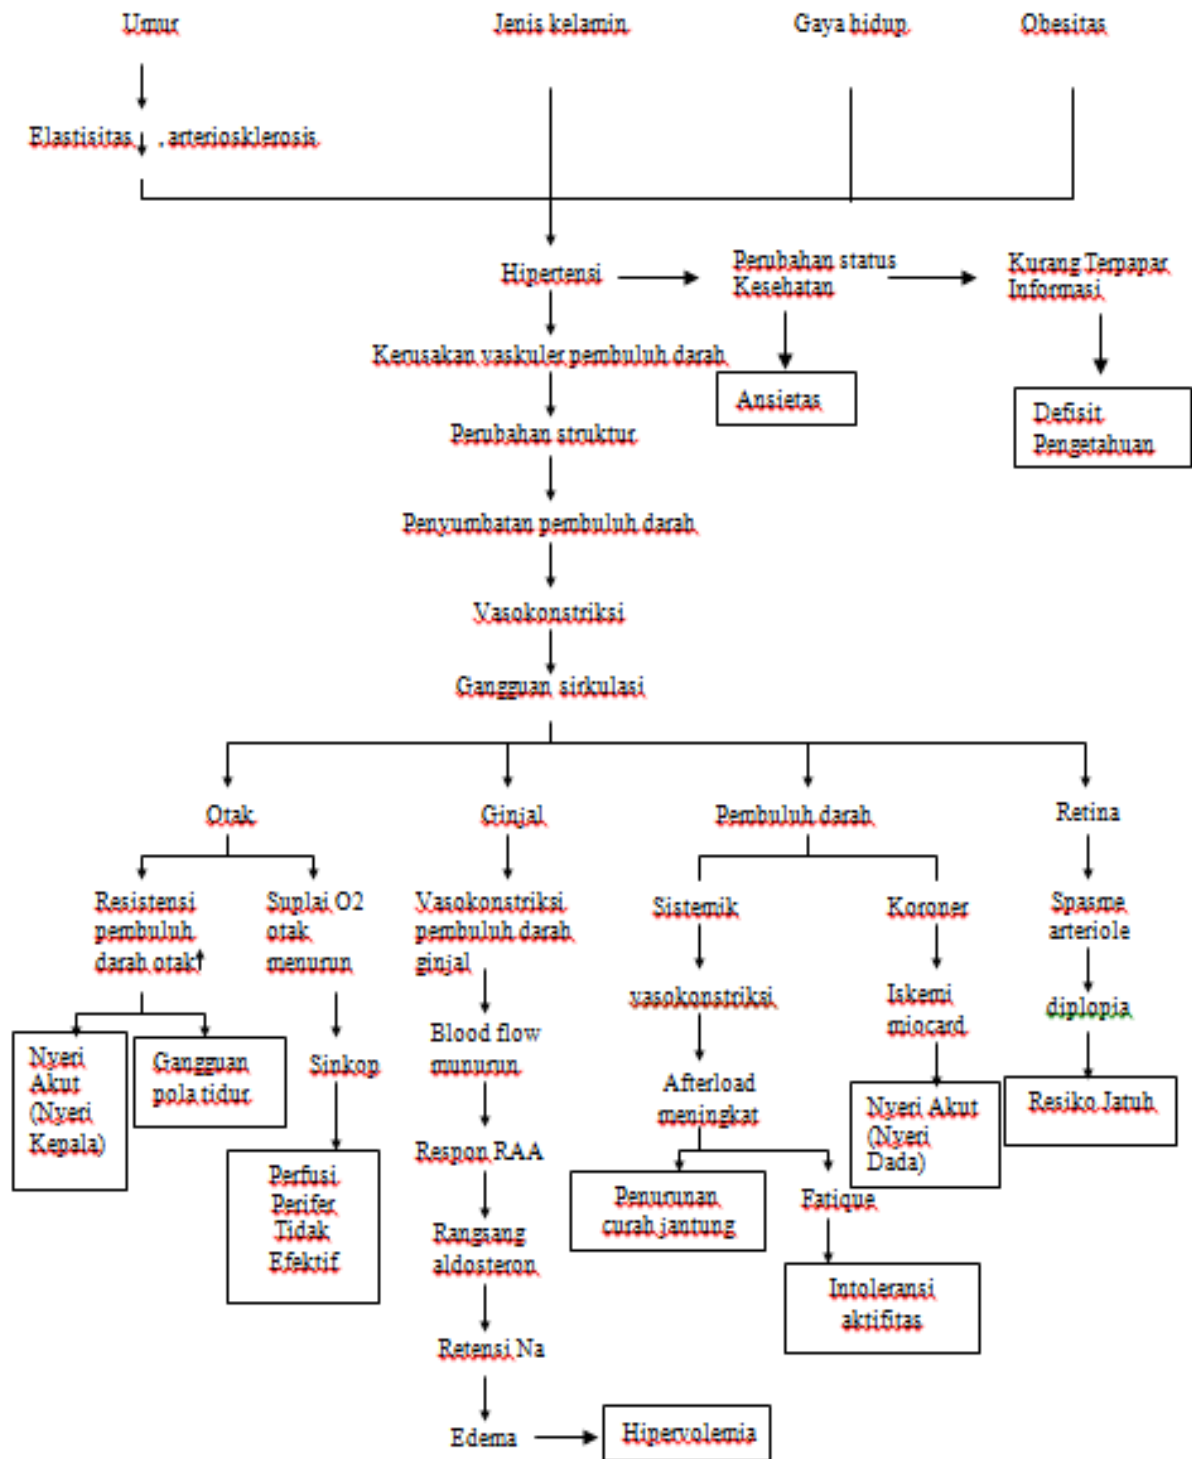 Umur
Jenis kelamin
Gaya hidup
Obesitas
Elastisitas , arteriosklerosis
Hipertensi
Perubahan status
Kesehatan
Kurang Terpapar
Informasi
Kerusakan vaskuler pembuluh darah
Ansietas
Defisit
Pengetahuan
Perubahan struktur
Penyumbatan pembuluh darah
Vasokonstriksi
Gangguan sirkulasi
Otak
Ginjal
Pembuluh darah
Retina
Resistensi
pembuluh
darah otak
Suplai O2
otak
menurun
Vasokonstriksi
pembuluh darah
ginjal
Sistemik
Koroner
Spasme
arteriole
vasokonstriksi
Iskemi
miocard
diplopia
Nyeri
Akut
(Nyeri
Kepala)
Gangguan
pola tidur
Sinkop
Blood flow
munurun
Afterload
meningkat
Nyeri Akut
(Nyeri
Dada)
Resiko Jatuh
Perfusi
Perifer
Tidak
Efektif
Respon RAA
Penurunan
curah jantung
Fatique
Rangsang
aldosteron
Intoleransi
aktifitas
Retensi Na
Edema
Hipervolemia